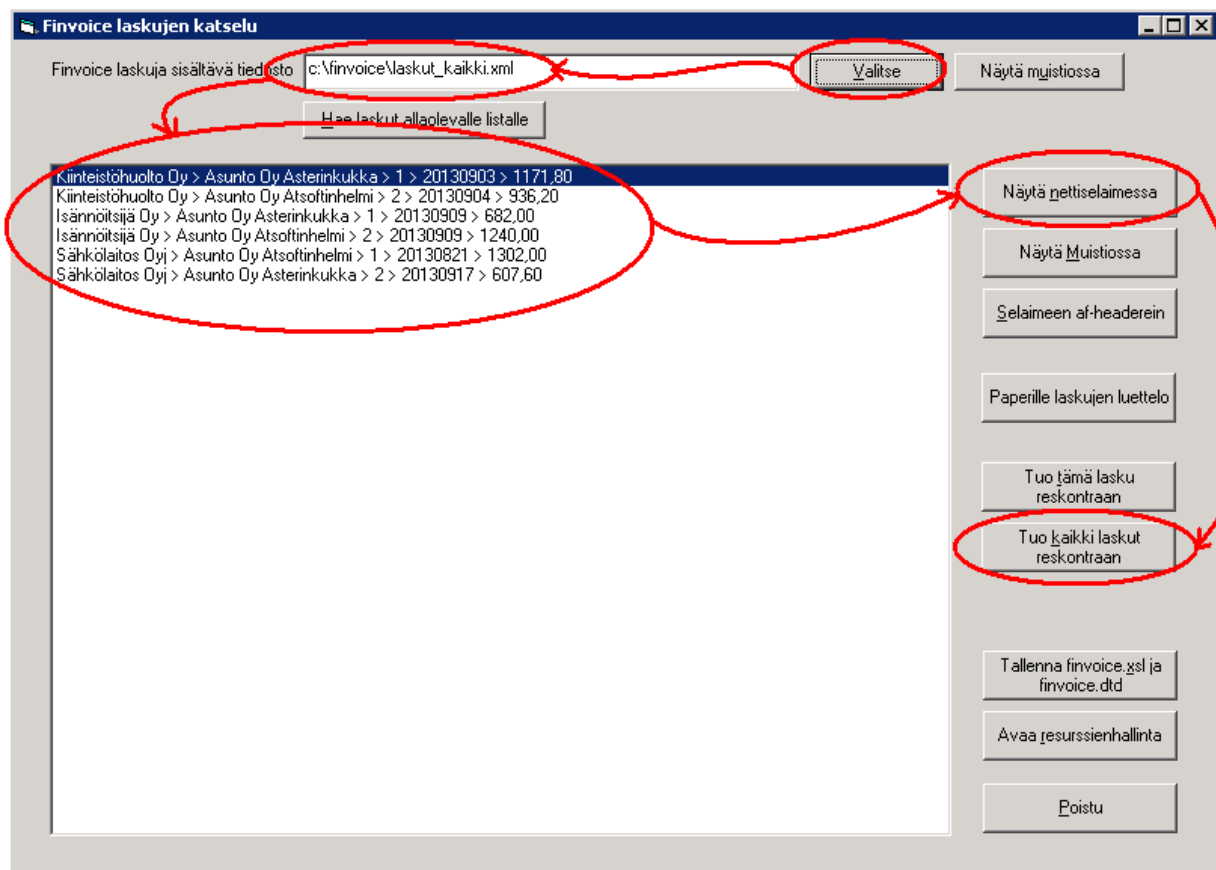 Finvoice laskujen katselu
Finvoice laskuja sisältävä tiedosto c:\finvoice\laskut_kaikki.xml Valitse Näytä muistiossa
Hae laskut allaolevalle listalle
Kiinteistöhuolto Oy > Asunto Oy Asterinkukka > 1 > 20130903 > 1171,80
Kiinteistöhuolto Oy > Asunto Oy Atsoftinhelmi > 2 > 20130904 > 936,20
Isännöitsijä Oy > Asunto Oy Asterinkukka > 1 > 20130909 > 682,00
Isännöitsijä Oy > Asunto Oy Atsoftinhelmi > 2 > 20130909 > 1240,00
Sähkölaitos Oyj > Asunto Oy Atsoftinhelmi > 1 > 20130821 > 1302,00
Sähkölaitos Oyj > Asunto Oy Asterinkukka > 2 > 20130917 > 607,60
Näytä nettiselaimessa
Näytä Muistiossa
Selaimeen af-headerein
Paperille laskujen luettelo
Tuo tämä lasku
reskontraan
Tuo kaikki laskut
reskontraan
Tallenna finvoice.xsl ja
finvoice.dtd
Avaa resurssienhallinta
Poistu